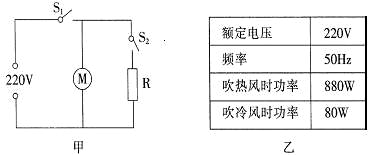 S₁
S₂
220V
M
R
甲
额定电压 220V
频率 50Hz
吹热风时功率 880W
吹冷风时功率 80W
乙